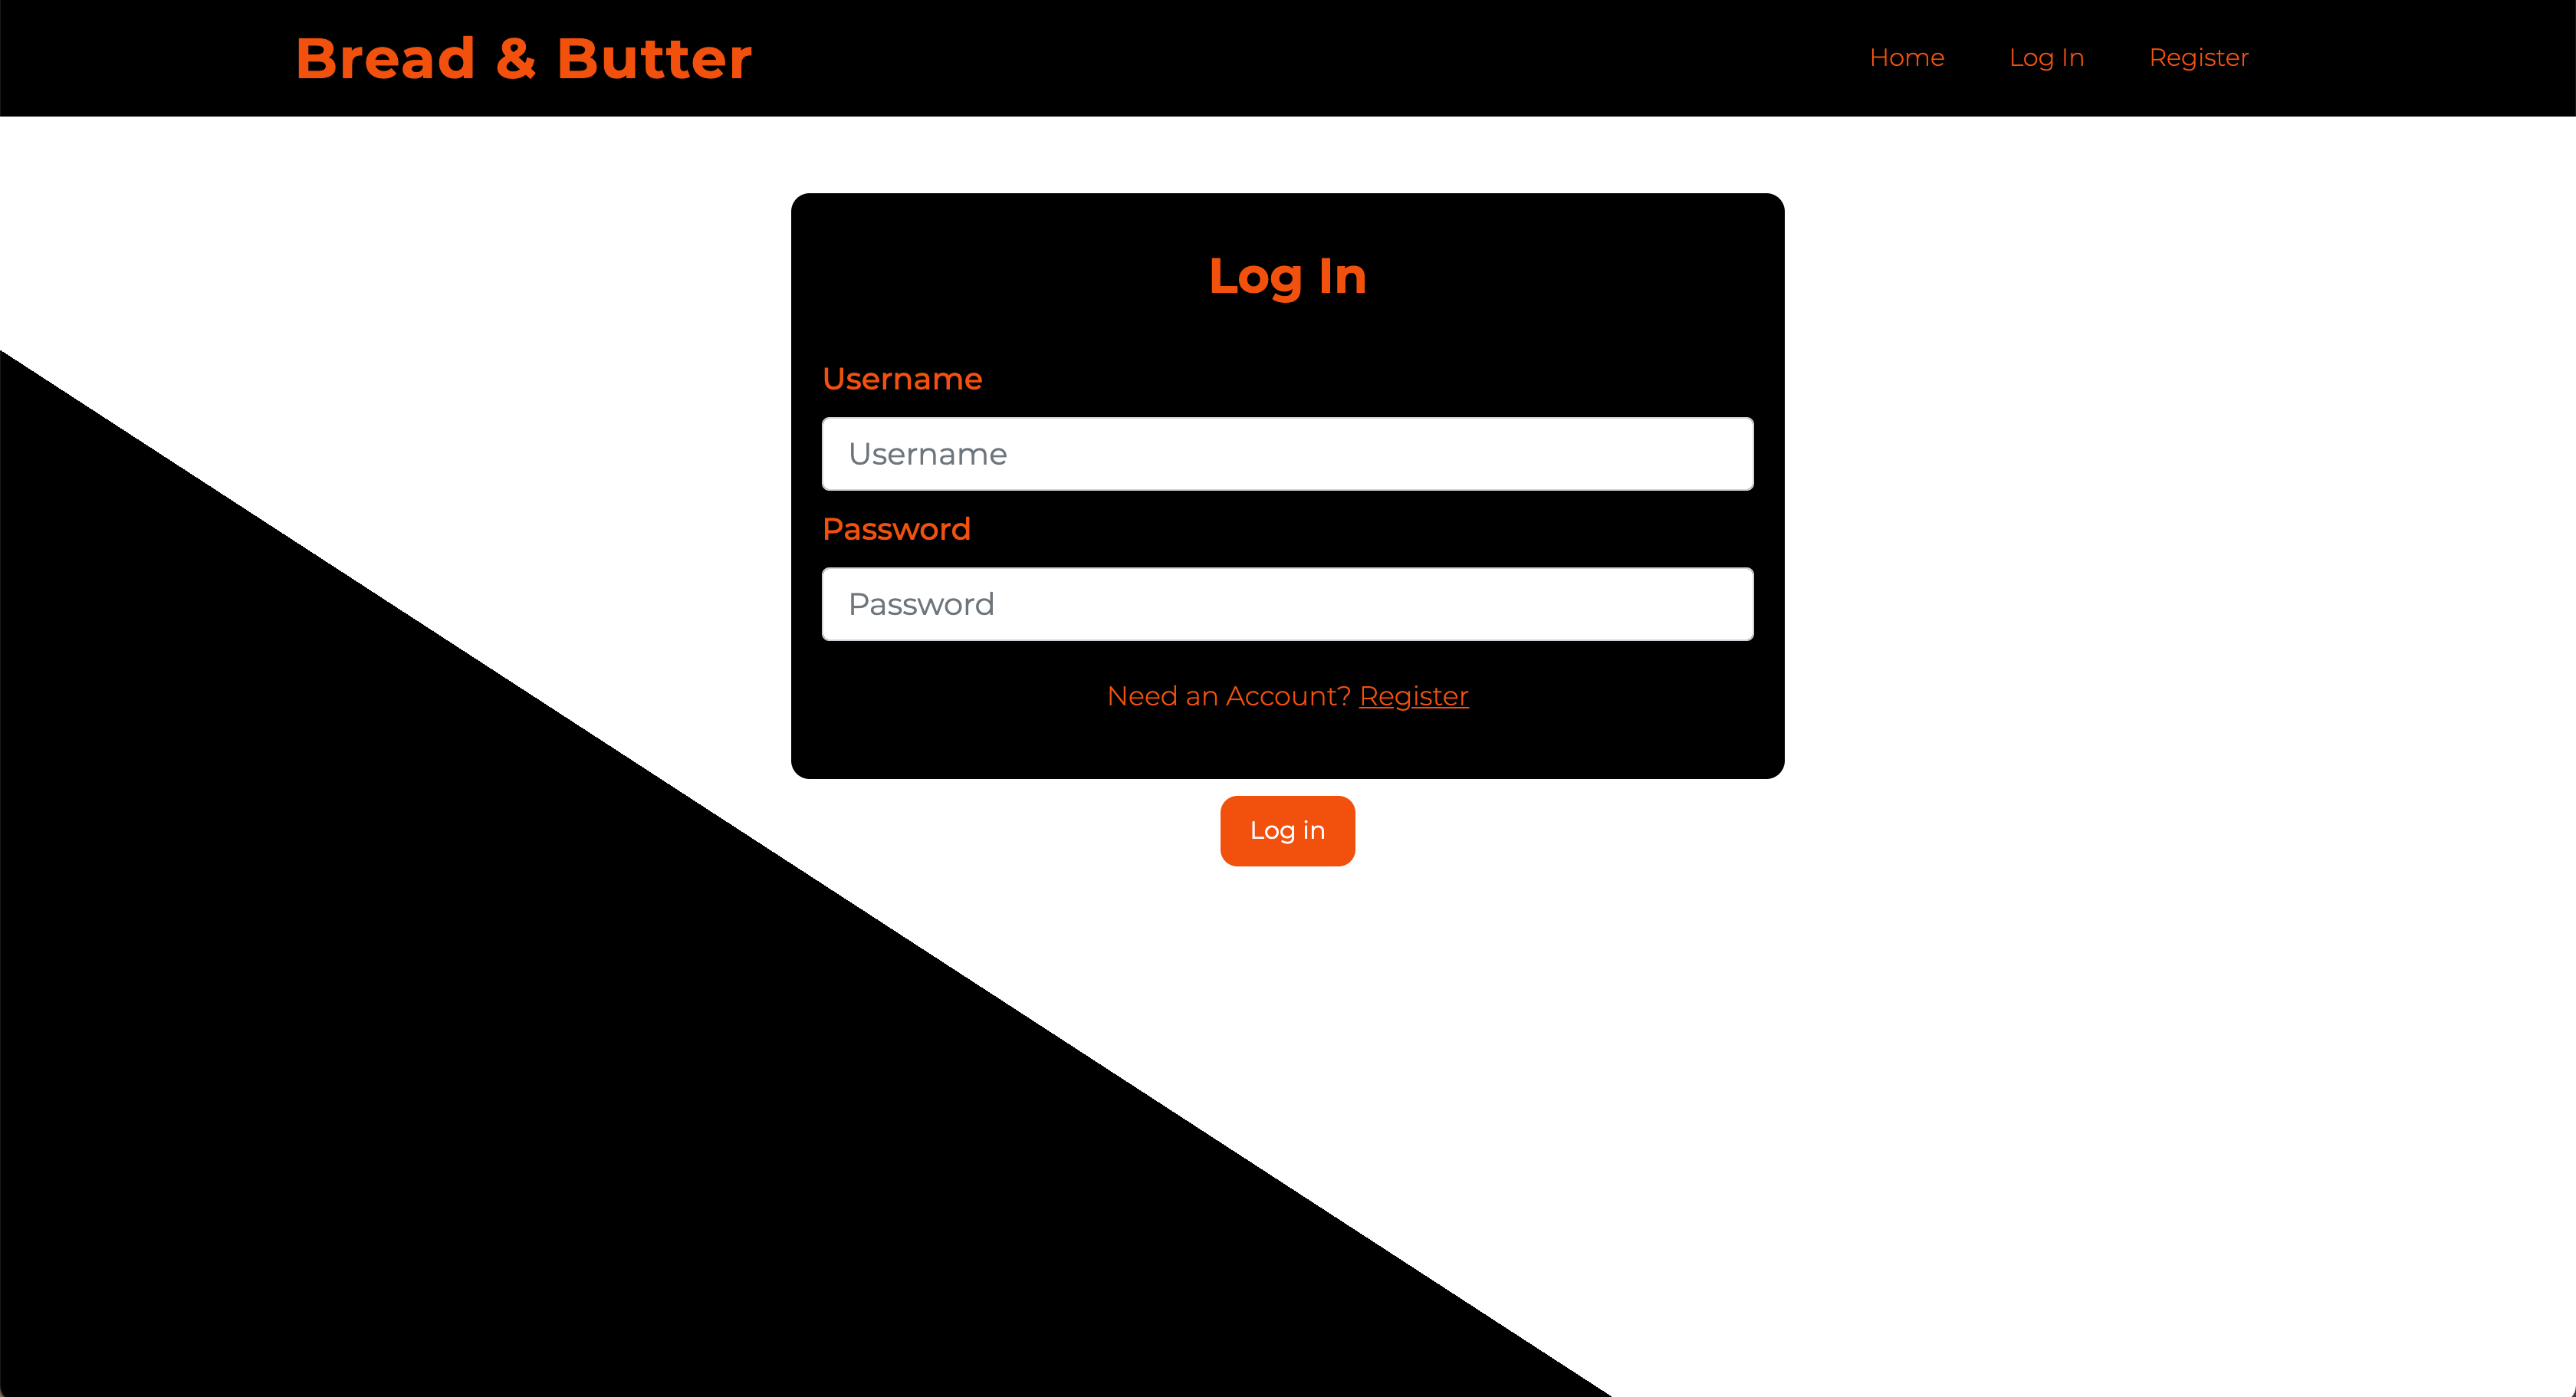 Bread & Butter
Home Log In Register
Log In
Username
Username
Password
Password
Need an Account? Register
Log in